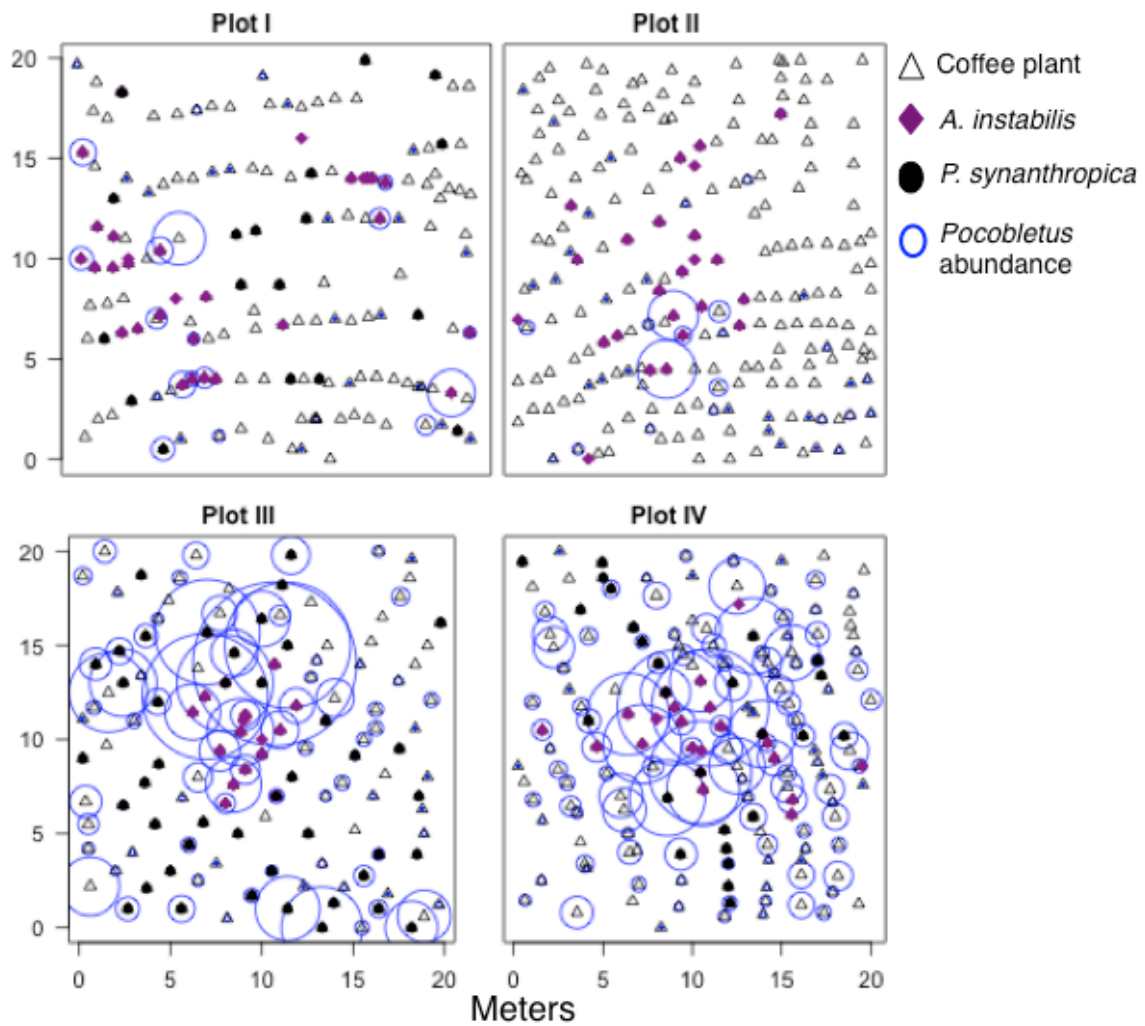 Plot I
Plot II
20
15
10
5
0
Coffee plant
A. instabilis
P. synanthropica
Pocobletus
abundance
Plot III
Plot IV
20
15
10
5
0
0 5 10 15 20
0 5 10 15 20
Meters